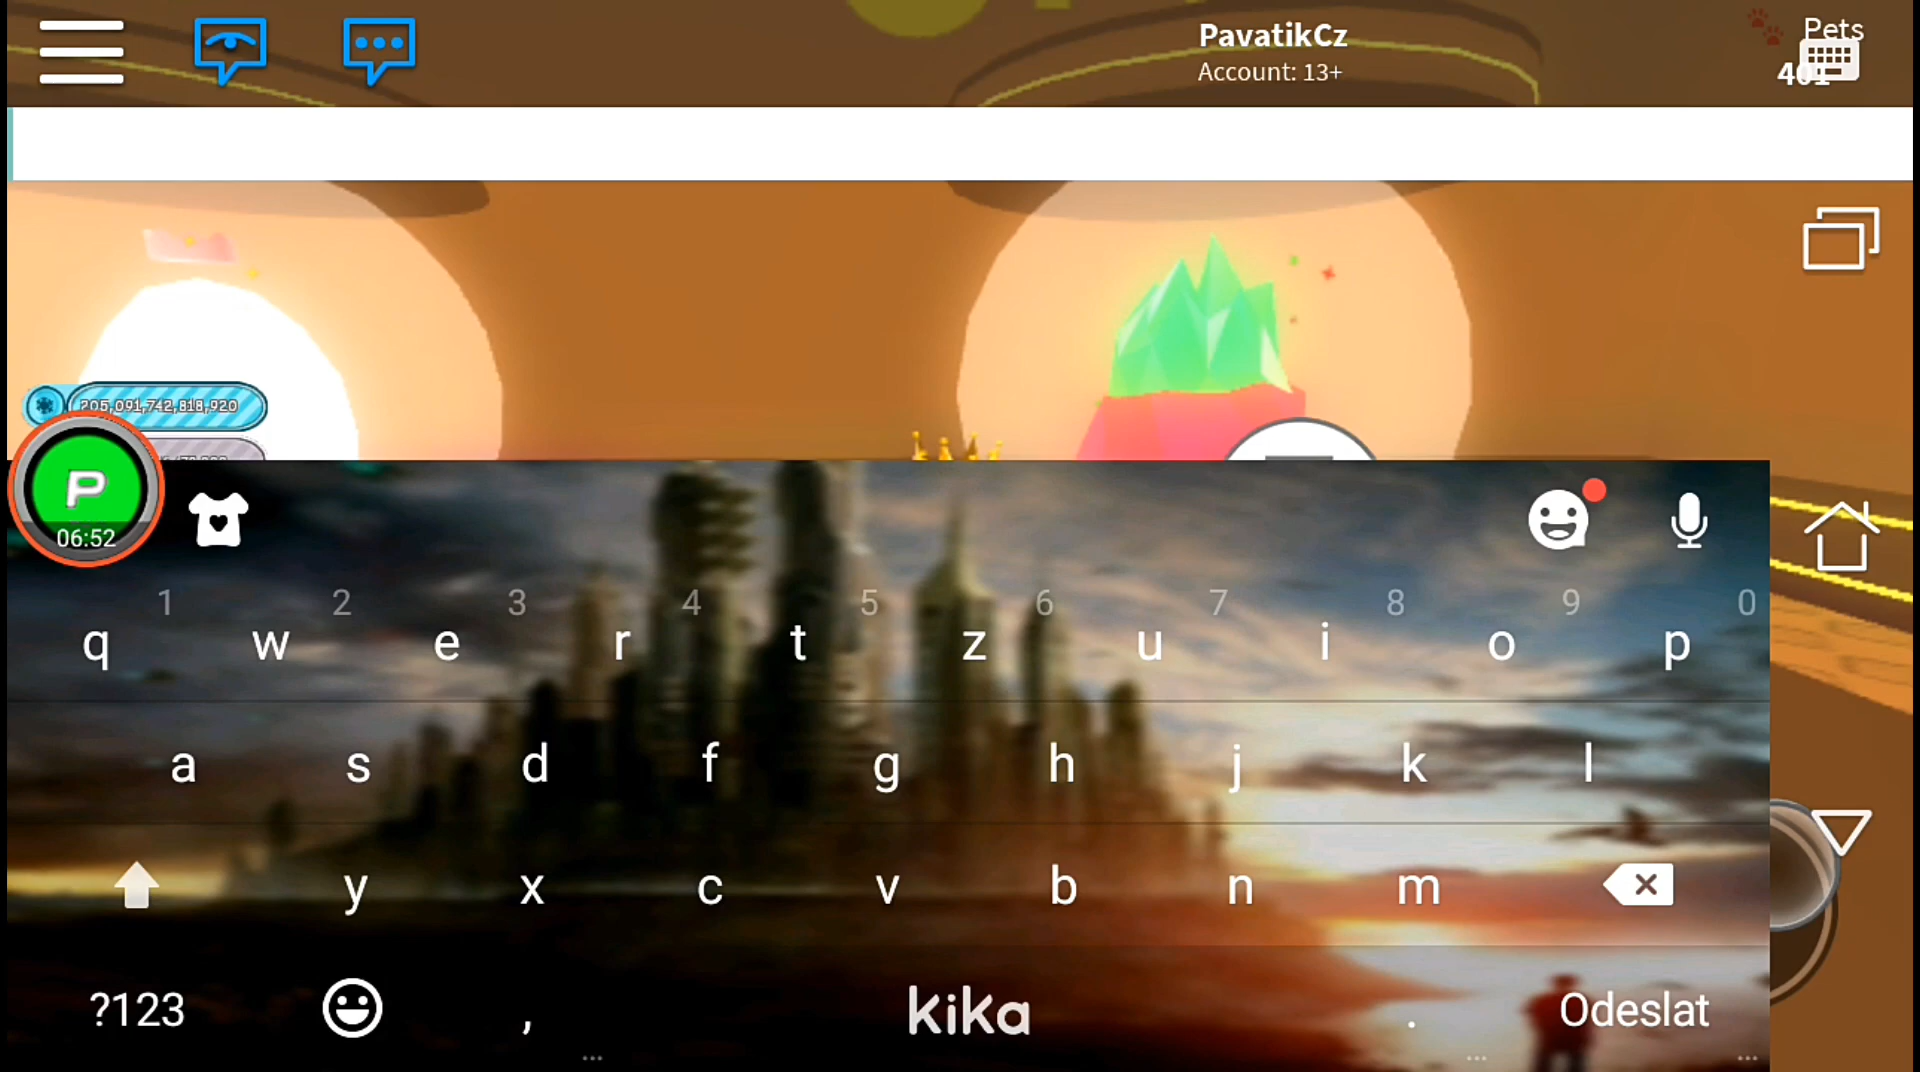 PavatikCz
Account: 13+
Pets
401
205,091,742,818,920
P
06:52
1 2 3 4 5 6 7 8 9 0
q w e r t z u i o p
a s d f g h j k l
y x c v b n m
?123 , kika . Odeslat